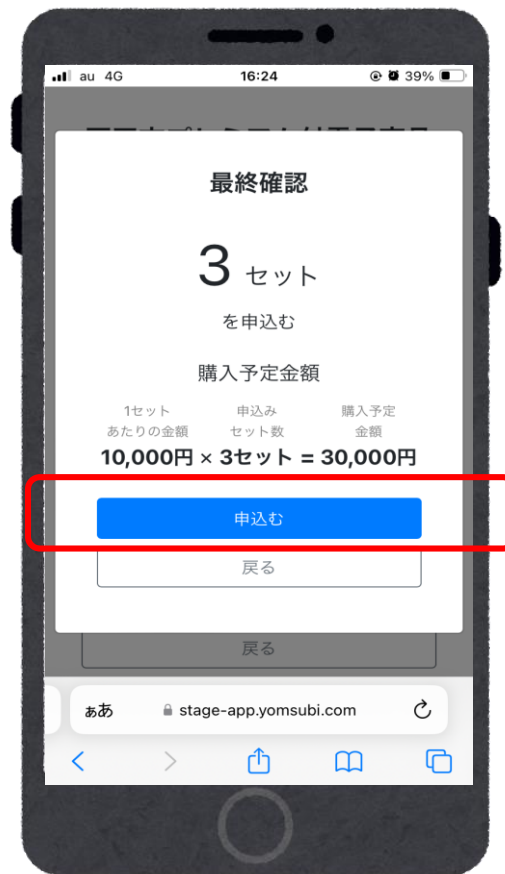 au 4G 16:24 39%
最終確認
3 セット
を申込む
購入予定金額
1セット
あたりの金額
申込み
セット数
購入予定
金額
10,000円 × 3セット = 30,000円
申込む
戻る
戻る
ぁあ stage-app.yomsubi.com